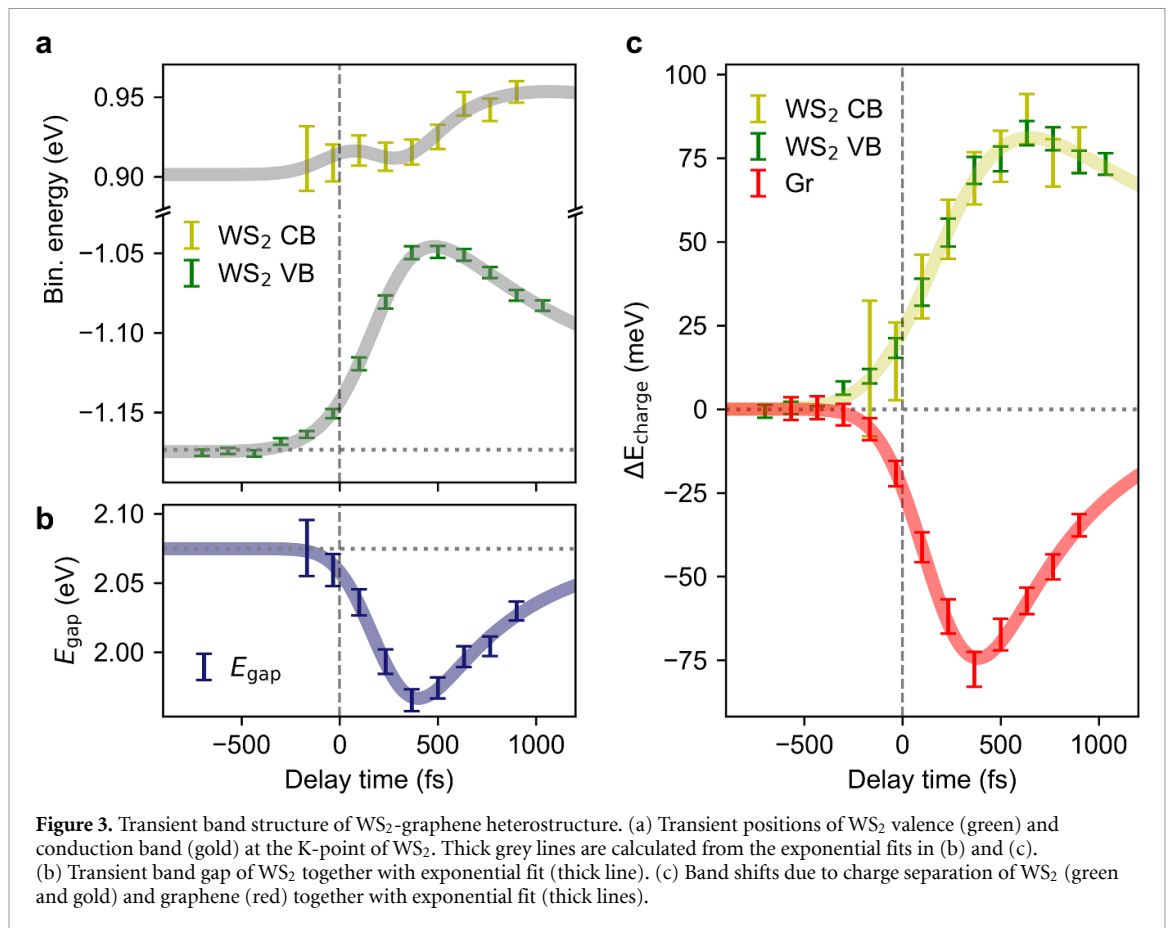 a
Bin. energy (eV)
0.95
0.90
−1.05
−1.10
−1.15
WS₂ CB
WS₂ VB
b
E_gap (eV)
2.10
2.05
2.00
E_gap
−500
0
500
1000
Delay time (fs)
c
ΔE_charge (meV)
100
75
50
25
0
−25
−50
−75
WS₂ CB
WS₂ VB
Gr
−500
0
500
1000
Delay time (fs)
Figure 3. Transient band structure of WS₂-graphene heterostructure. (a) Transient positions of WS₂ valence (green) and
conduction band (gold) at the K-point of WS₂. Thick grey lines are calculated from the exponential fits in (b) and (c).
(b) Transient band gap of WS₂ together with exponential fit (thick line). (c) Band shifts due to charge separation of WS₂ (green
and gold) and graphene (red) together with exponential fit (thick lines).